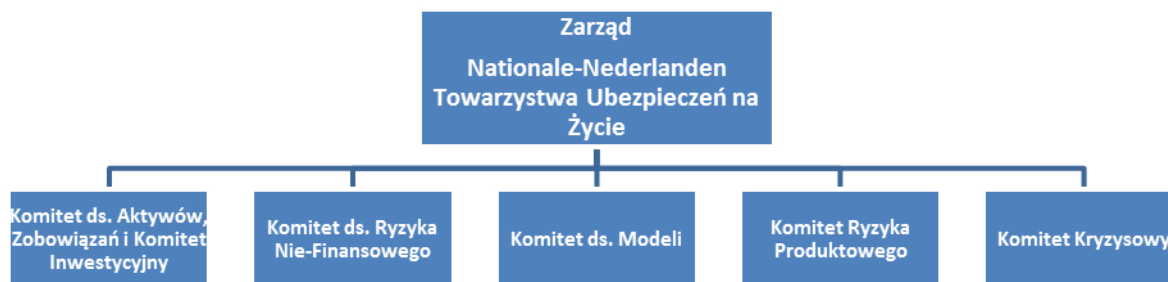 Zarząd
Nationale-Nederlanden
Towarzystwa Ubezpieczeń na
Życie
Komitet ds. Aktywów,
Zobowiązań i Komitet
Inwestycyjny
Komitet ds. Ryzyka
Nie-Finansowego
Komitet ds. Modeli
Komitet Ryzyka
Produktowego
Komitet Kryzysowy